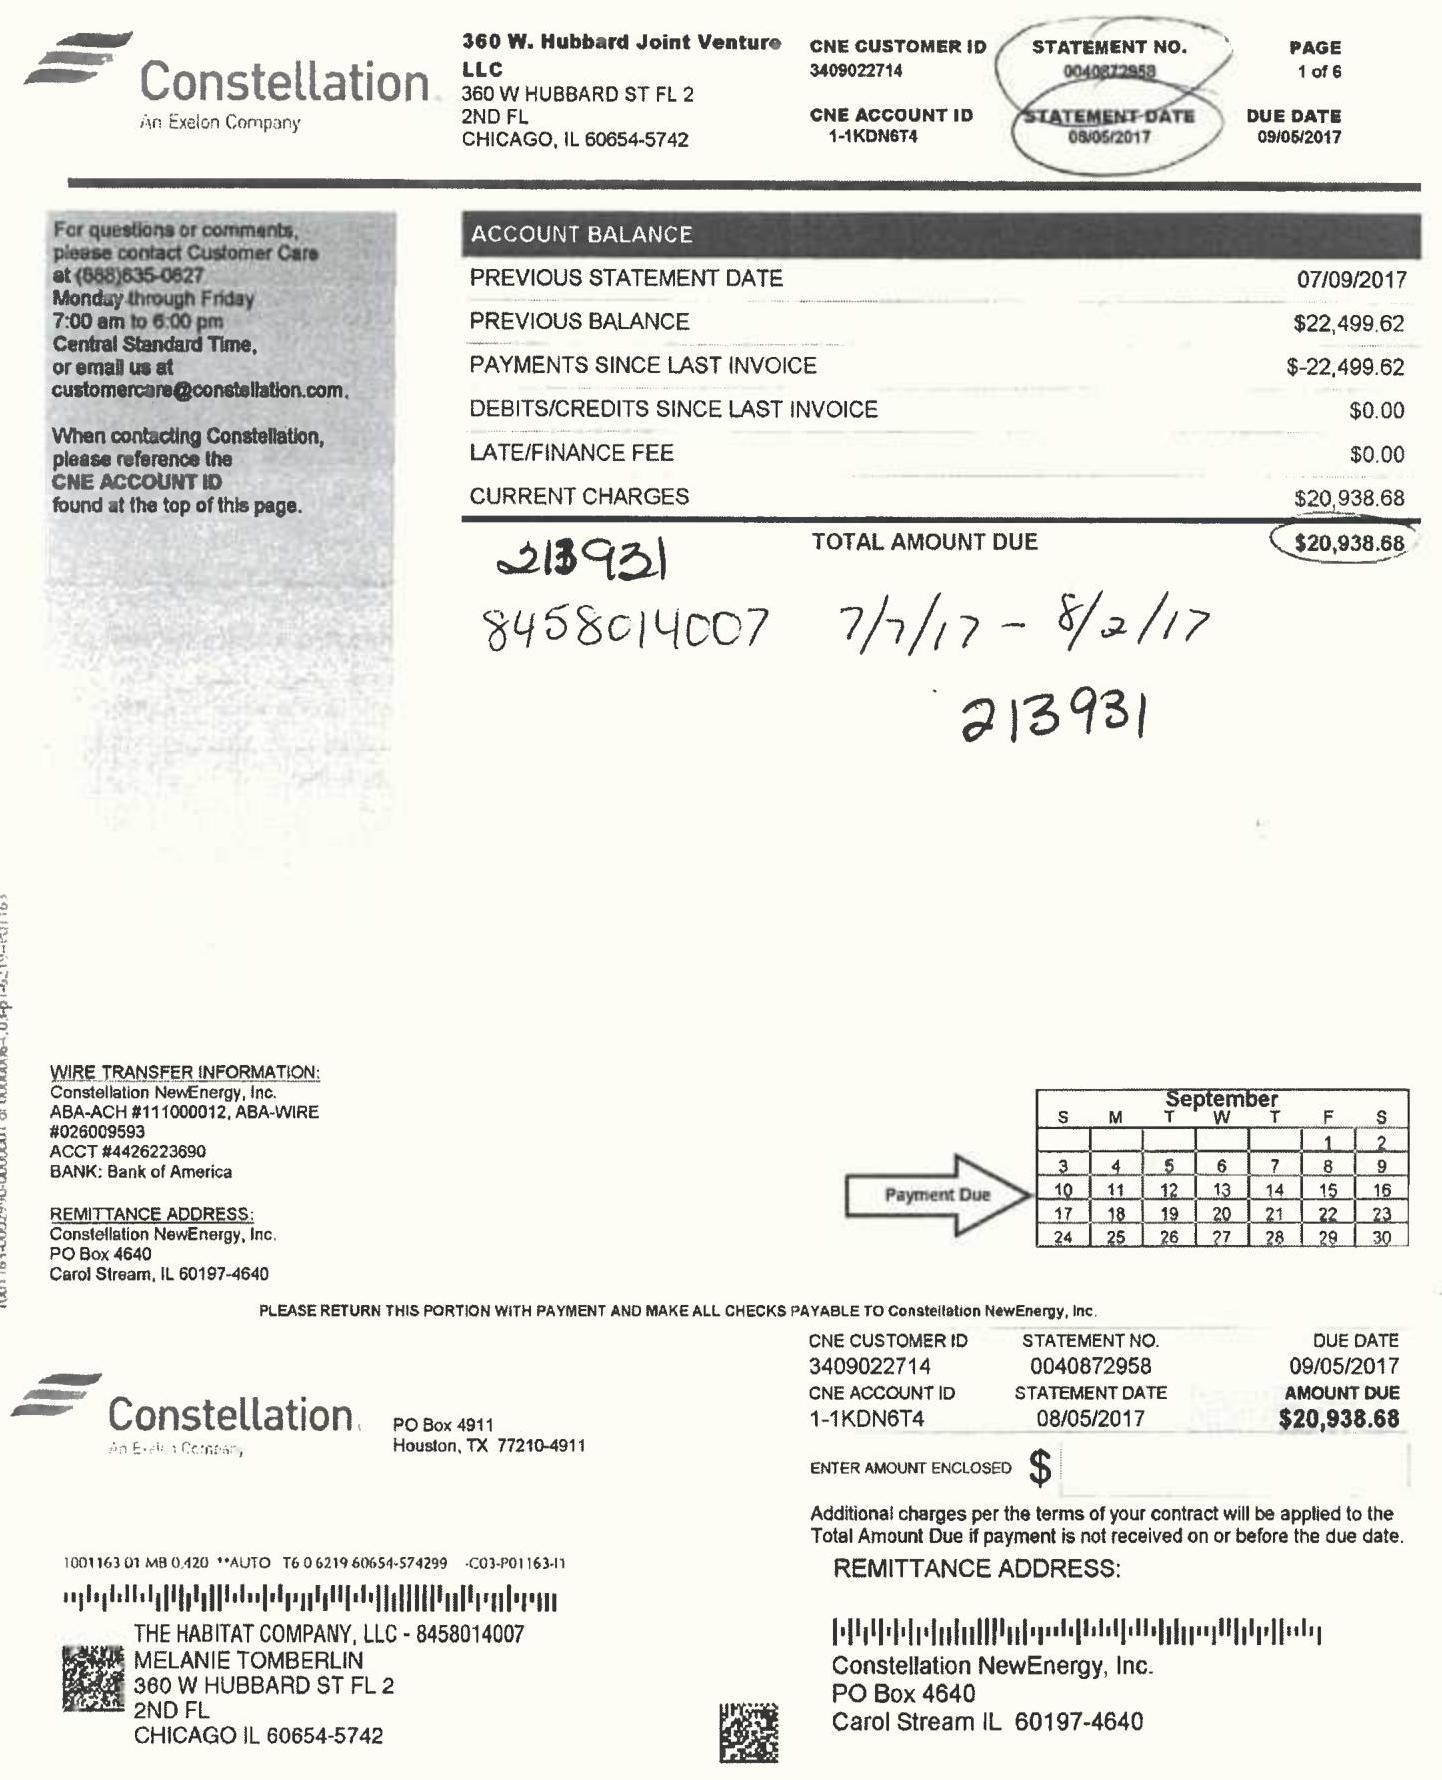 Constellation
An Exelon Company
360 W. Hubbard Joint Venture
LLC
360 W HUBBARD ST FL 2
2ND FL
CHICAGO, IL 60654-5742
CNE CUSTOMER ID
3409022714
CNE ACCOUNT ID
1-1KDN6T4
STATEMENT NO.
0040872958
STATEMENT DATE
08/05/2017
PAGE
1 of 6
DUE DATE
09/05/2017
For questions or comments,
please contact Customer Care
at (888)635-0827
Monday through Friday
7:00 am to 6:00 pm
Central Standard Time,
or email us at
customercare@constellation.com.
When contacting Constellation,
please reference the
CNE ACCOUNT ID
found at the top of this page.
ACCOUNT BALANCE
PREVIOUS STATEMENT DATE 07/09/2017
PREVIOUS BALANCE $22,499.62
PAYMENTS SINCE LAST INVOICE $-22,499.62
DEBITS/CREDITS SINCE LAST INVOICE $0.00
LATE/FINANCE FEE $0.00
CURRENT CHARGES $20,938.68
TOTAL AMOUNT DUE $20,938.68
213931
8458014007 7/7/17 - 8/2/17
213931
WIRE TRANSFER INFORMATION:
Constellation NewEnergy, Inc.
ABA-ACH #111000012, ABA-WIRE
#026009593
ACCT #4426223690
BANK: Bank of America
REMITTANCE ADDRESS:
Constellation NewEnergy, Inc.
PO Box 4640
Carol Stream, IL 60197-4640
Payment Due
September
S M T W T F S
1 2
3 4 5 6 7 8 9
10 11 12 13 14 15 16
17 18 19 20 21 22 23
24 25 26 27 28 29 30
PLEASE RETURN THIS PORTION WITH PAYMENT AND MAKE ALL CHECKS PAYABLE TO Constellation NewEnergy, Inc.
Constellation
An Exelon Company
PO Box 4911
Houston, TX 77210-4911
CNE CUSTOMER ID STATEMENT NO. DUE DATE
3409022714 0040872958 09/05/2017
CNE ACCOUNT ID STATEMENT DATE AMOUNT DUE
1-1KDN6T4 08/05/2017 $20,938.68
ENTER AMOUNT ENCLOSED $
Additional charges per the terms of your contract will be applied to the
Total Amount Due if payment is not received on or before the due date.
REMITTANCE ADDRESS:
Constellation NewEnergy, Inc.
PO Box 4640
Carol Stream IL 60197-4640
1001163 01 MB 0.420 **AUTO T6 0 6219 60654-574299 -C03-P01163-I1
THE HABITAT COMPANY, LLC - 8458014007
MELANIE TOMBERLIN
360 W HUBBARD ST FL 2
2ND FL
CHICAGO IL 60654-5742